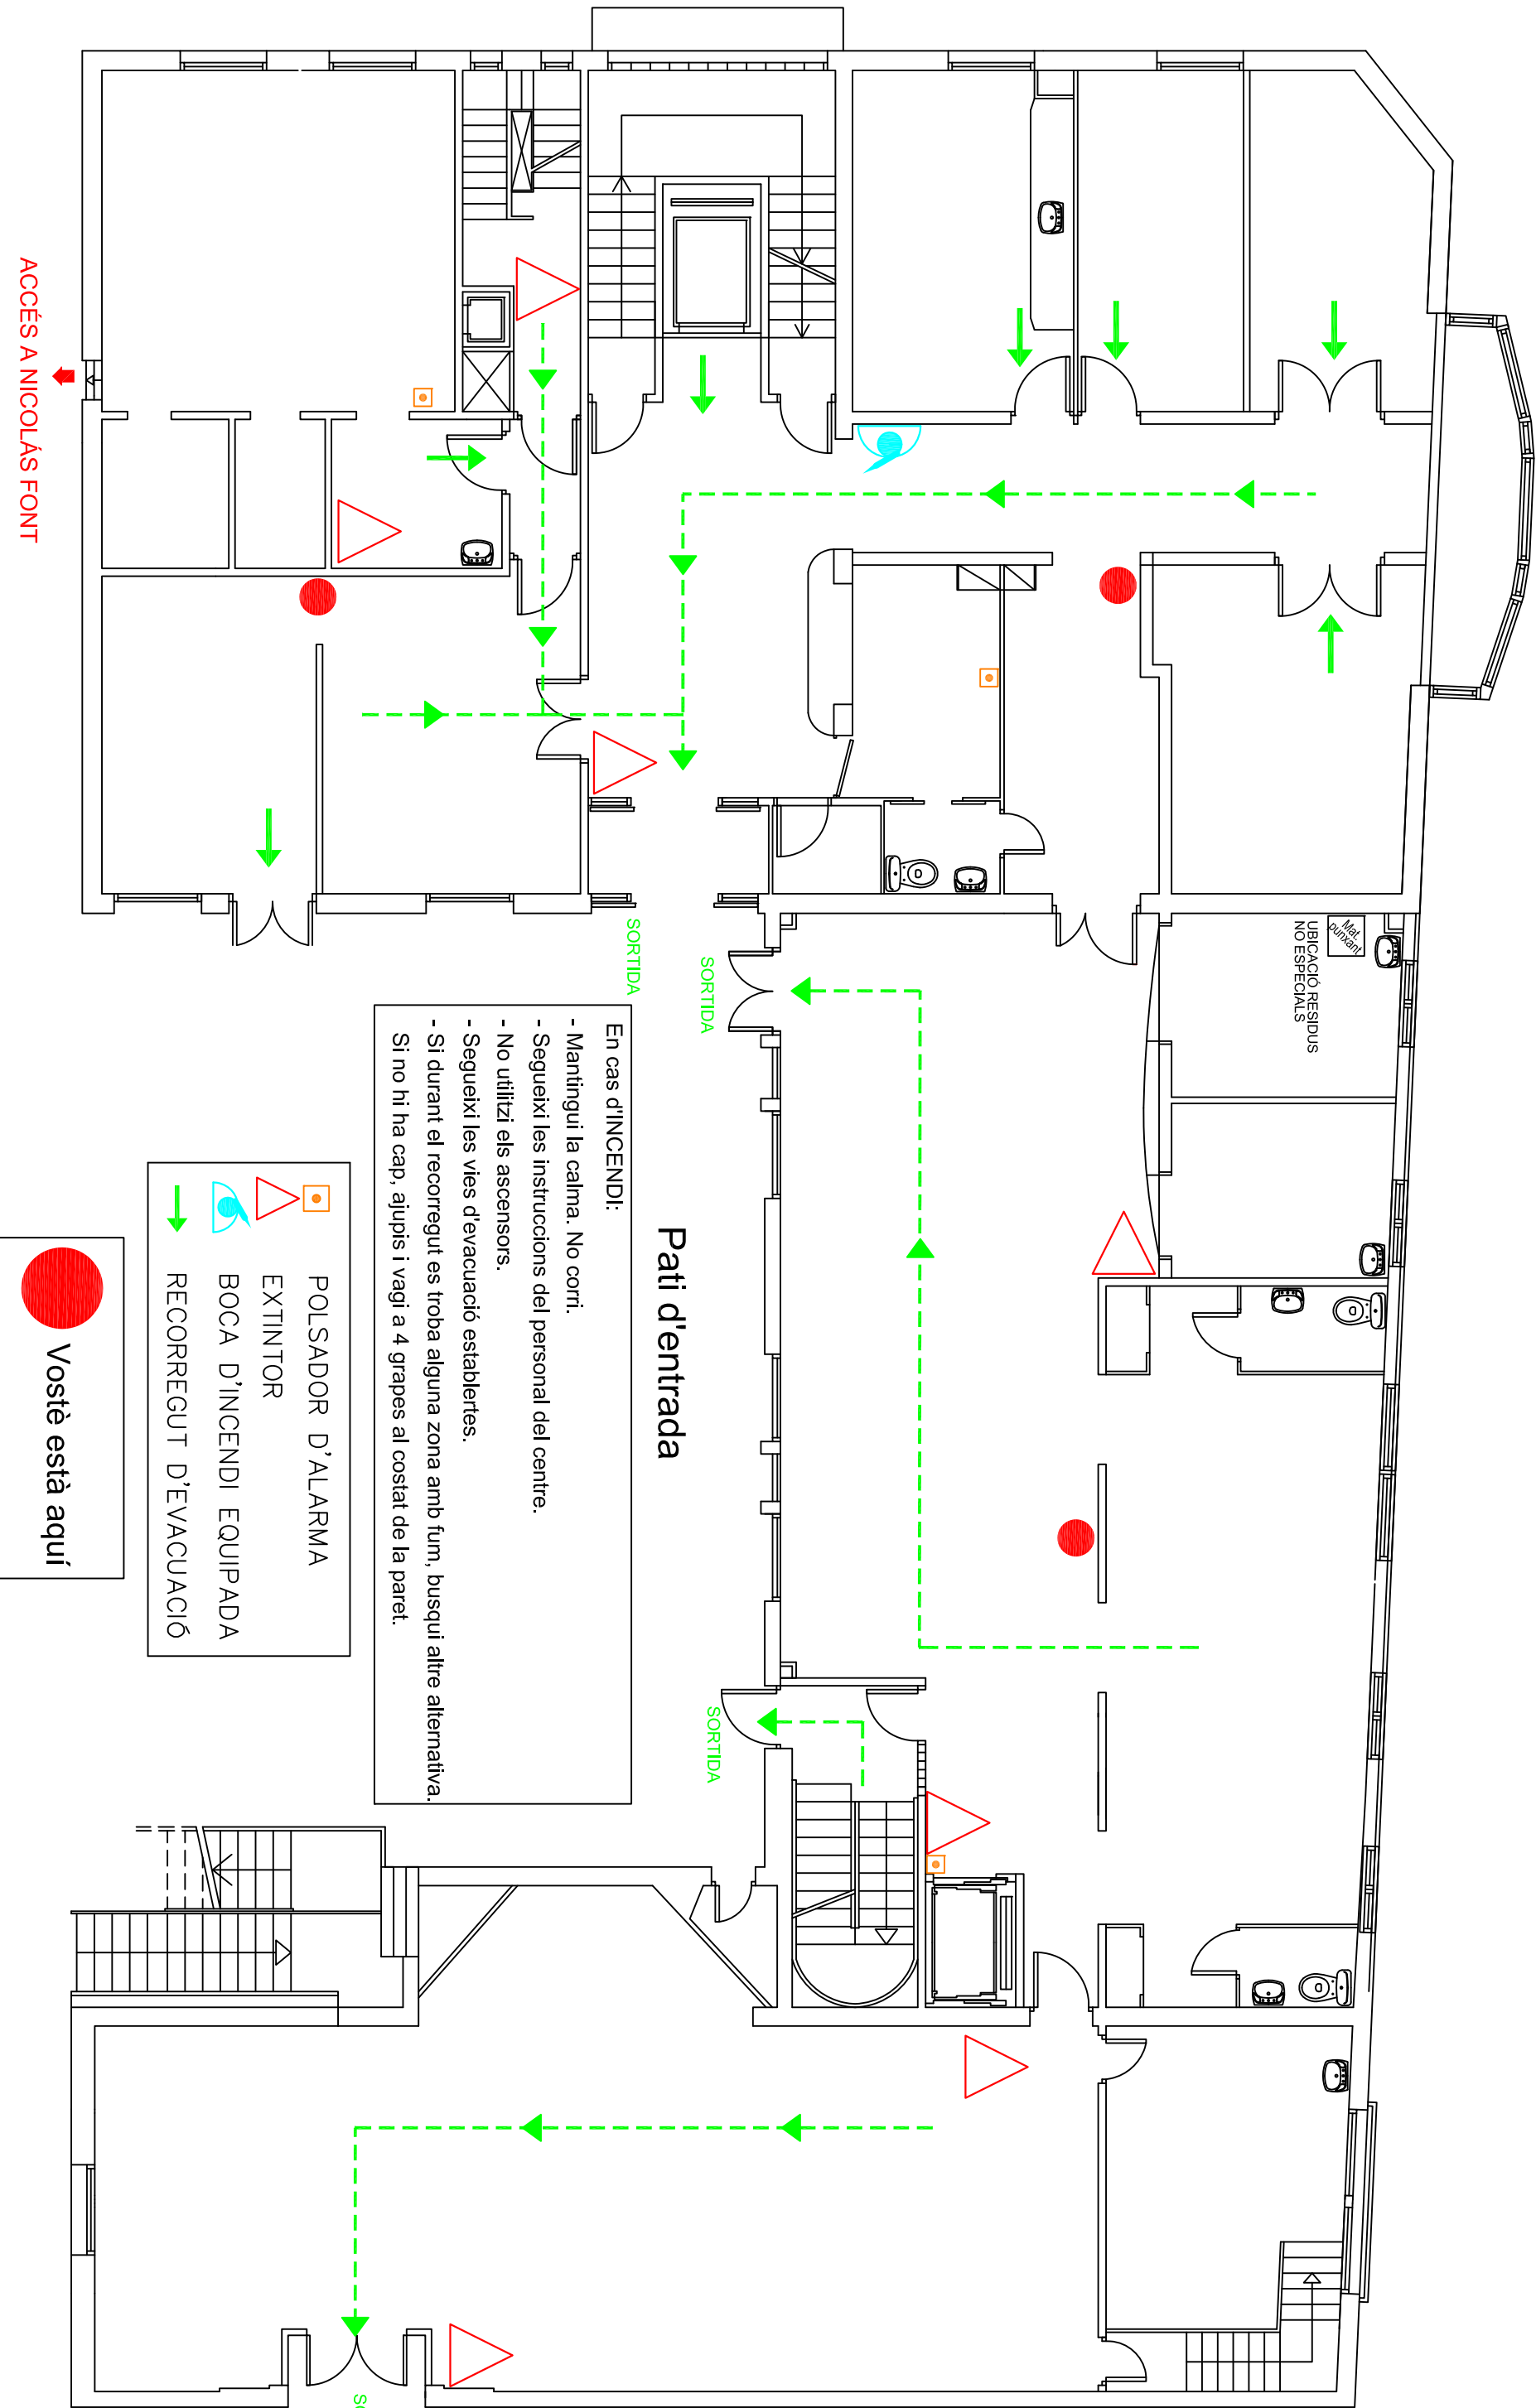 ACCÉS A NICOLÁS FONT
Mat.
punxant
UBICACIÓ RESIDUS
NO ESPECIALS
SORTIDA
SORTIDA
Pati d'entrada
En cas d'INCENDI:
- Mantingui la calma. No corri.
- Segueixi les instruccions del personal del centre.
- No utilitzi els ascensors.
- Segueixi les vies d'evacuació establertes.
- Si durant el recorregut es troba alguna zona amb fum, busqui altre alternativa.
Si no hi ha cap, ajupis i vagi a 4 grapes al costat de la paret.
POLSADOR D'ALARMA
EXTINTOR
BOCA D'INCENDI EQUIPADA
RECORREGUT D'EVACUACIÓ
Vostè està aquí
SORTIDA